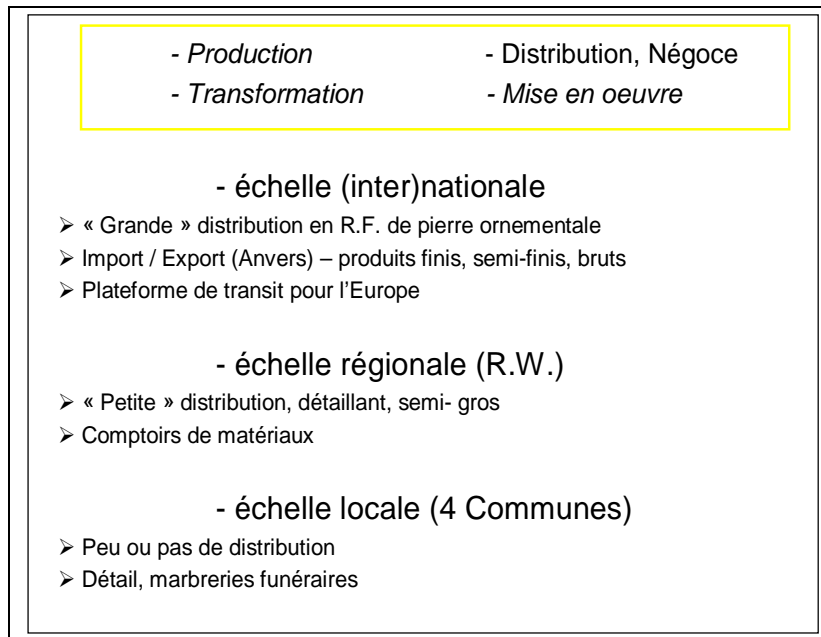 - Production - Distribution, Négoce
- Transformation - Mise en oeuvre
- échelle (inter)nationale
➢ « Grande » distribution en R.F. de pierre ornementale
➢ Import / Export (Anvers) – produits finis, semi-finis, bruts
➢ Plateforme de transit pour l’Europe
- échelle régionale (R.W.)
➢ « Petite » distribution, détaillant, semi- gros
➢ Comptoirs de matériaux
- échelle locale (4 Communes)
➢ Peu ou pas de distribution
➢ Détail, marbreries funéraires